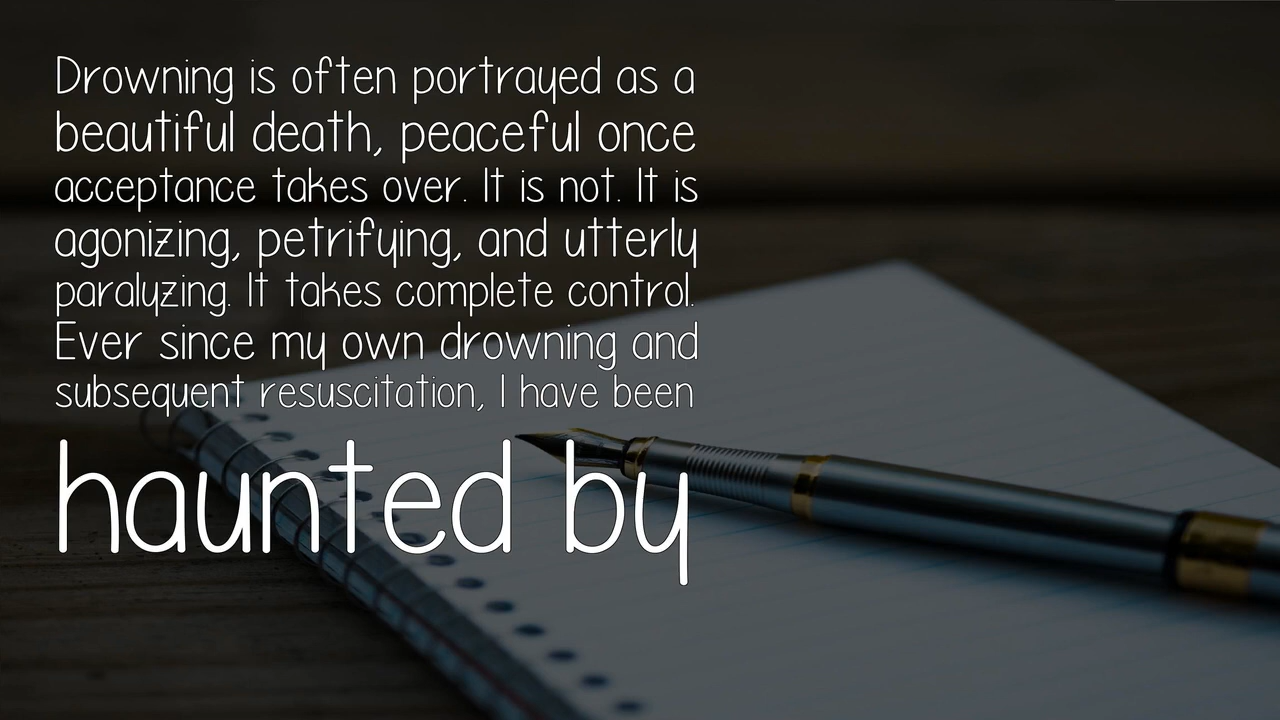 Drowning is often portrayed as a
beautiful death, peaceful once
acceptance takes over. It is not. It is
agonizing, petrifying, and utterly
paralyzing. It takes complete control.
Ever since my own drowning and
subsequent resuscitation, I have been
haunted by